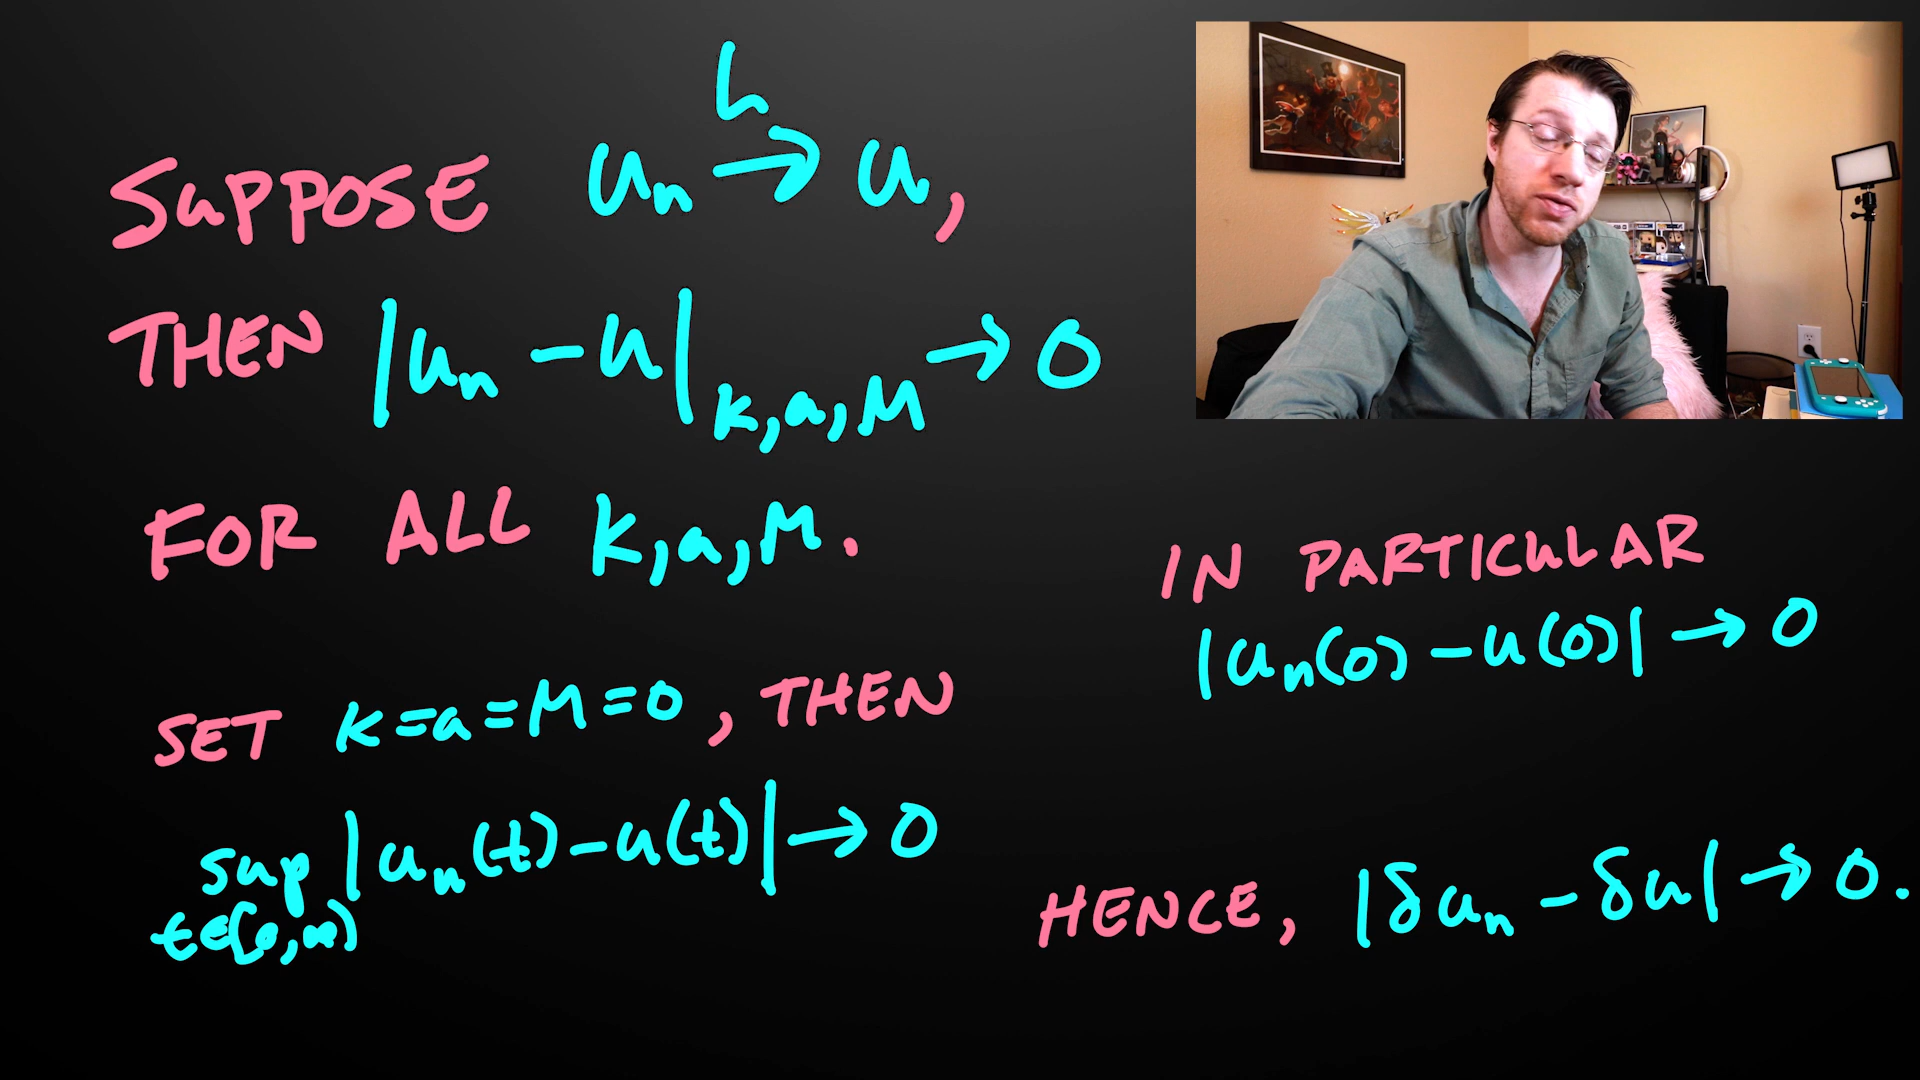 L
SUPPOSE uₙ → u,
THEN |uₙ - u|ₖ,ₐ,ₘ → 0
FOR ALL K,a,M.
SET K=a=M=0, THEN
sup |uₙ(t) - u(t)| → 0
t∈[0,∞)
IN PARTICULAR
|uₙ(0) - u(0)| → 0
HENCE, |δuₙ - δu| → 0.